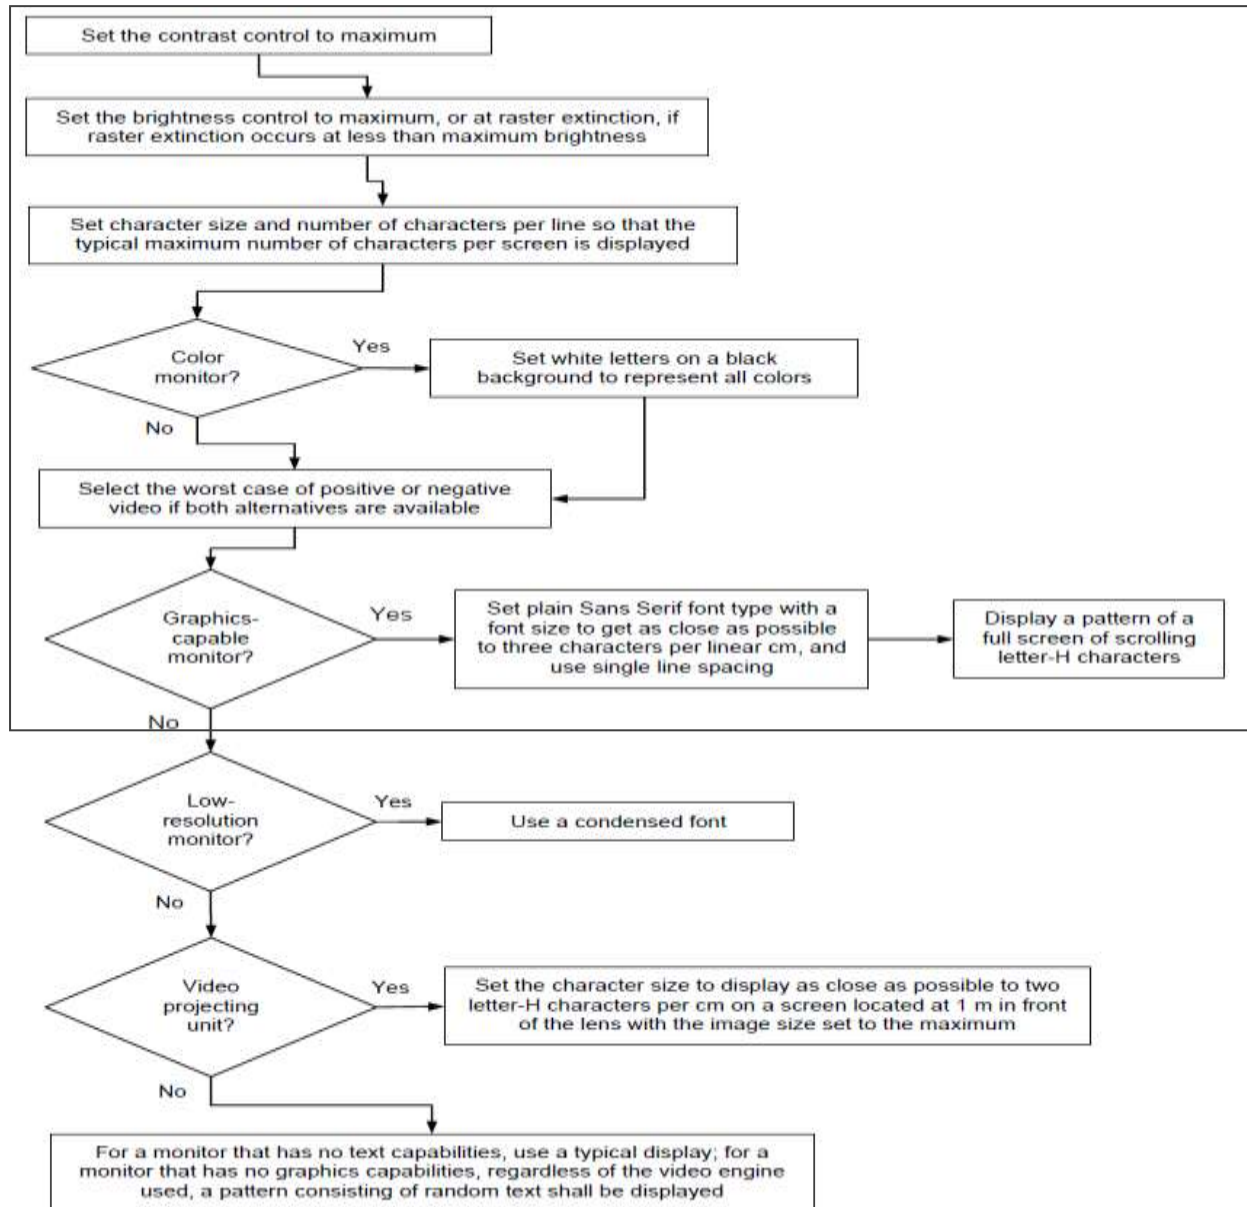 Set the contrast control to maximum
Set the brightness control to maximum, or at raster extinction, if
raster extinction occurs at less than maximum brightness
Set character size and number of characters per line so that the
typical maximum number of characters per screen is displayed
Color
monitor?
Yes
Set white letters on a black
background to represent all colors
No
Select the worst case of positive or negative
video if both alternatives are available
Graphics-
capable
monitor?
Yes
Set plain Sans Serif font type with a
font size to get as close as possible
to three characters per linear cm, and
use single line spacing
Display a pattern of a
full screen of scrolling
letter-H characters
No
Low-
resolution
monitor?
Yes
Use a condensed font
No
Video
projecting
unit?
Yes
Set the character size to display as close as possible to two
letter-H characters per cm on a screen located at 1 m in front
of the lens with the image size set to the maximum
No
For a monitor that has no text capabilities, use a typical display; for a
monitor that has no graphics capabilities, regardless of the video engine
used, a pattern consisting of random text shall be displayed